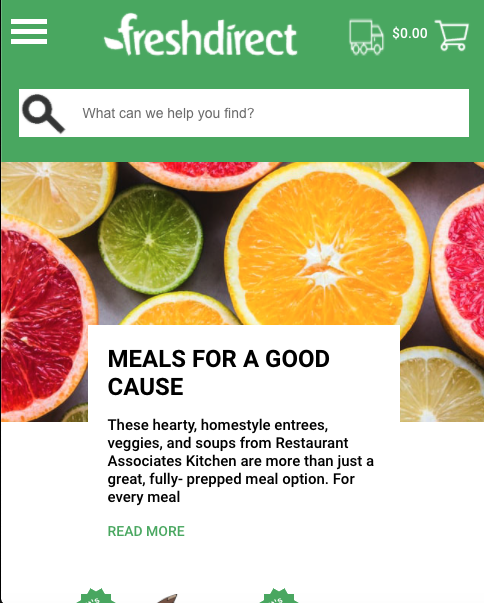 freshdirect
$0.00
What can we help you find?
MEALS FOR A GOOD
CAUSE
These hearty, homestyle entrees,
veggies, and soups from Restaurant
Associates Kitchen are more than just a
great, fully- prepped meal option. For
every meal
READ MORE